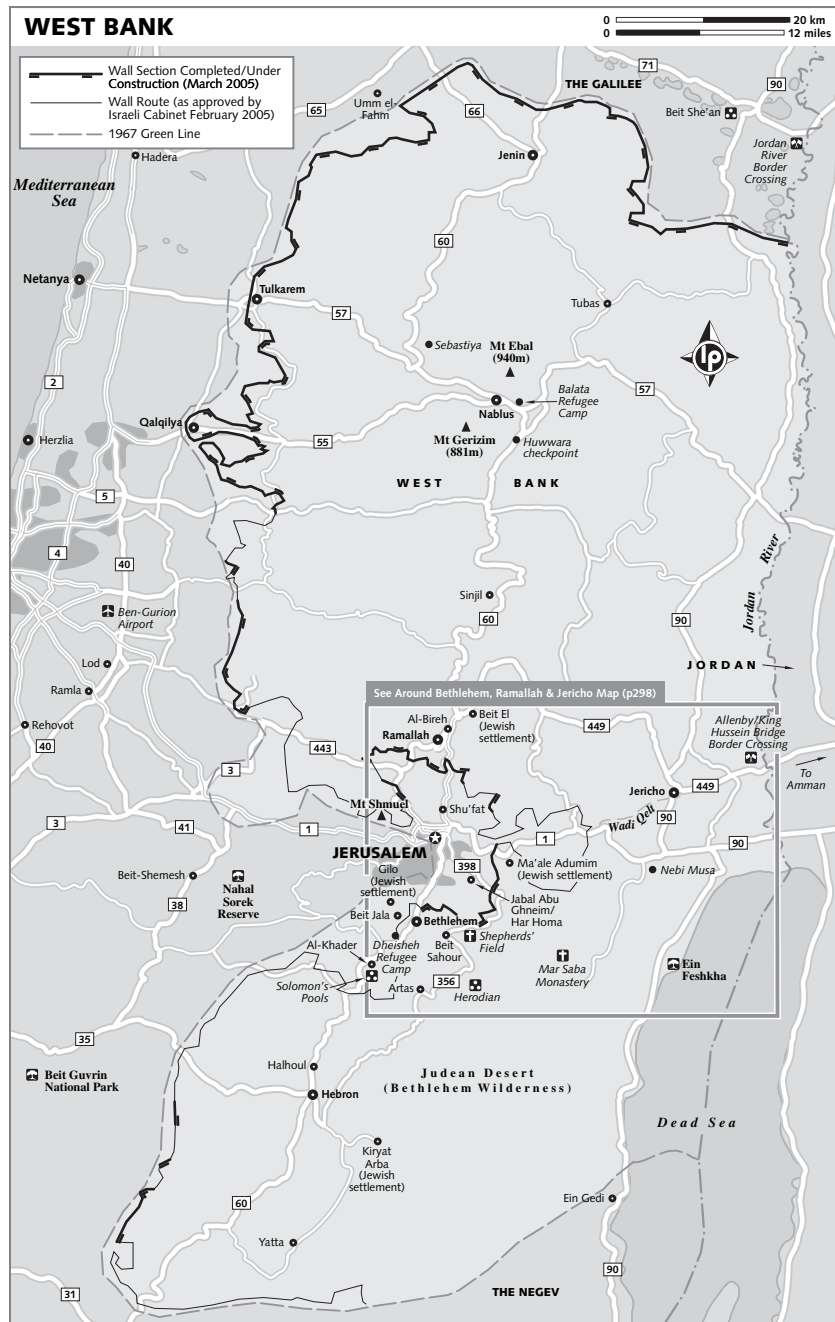 WEST BANK
0 20 km
0 12 miles
Wall Section Completed/Under
Construction (March 2005)
Wall Route (as approved by
Israeli Cabinet February 2005)
1967 Green Line
71
THE GALILEE
90
65
Umm el-
Fahm
66
Beit She'an
Hadera
Jenin
Jordan
River
Border
Crossing
Mediterranean
Sea
60
Netanya
Tulkarem
57
Tubas
Sebastiya
Mt Ebal
(940m)
lp
2
57
Balata
Refugee
Camp
Nablus
Qalqilya
Herzlia
55
Mt Gerizim
(881m)
Huwwara
checkpoint
WEST BANK
5
4
40
Jordan River
Sinjil
60
Ben-Gurion
Airport
90
Lod
JORDAN
Ramla
See Around Bethlehem, Ramallah & Jericho Map (p298)
Rehovot
40
Al-Bireh
Beit El
(Jewish
settlement)
449
Allenby/King
Hussein Bridge
Border Crossing
Ramallah
443
3
To
Amman
Jericho
449
Mt Shmuel
Shu'fat
Wadi Qelt
90
3
41
1
1
90
JERUSALEM
Beit-Shemesh
Gilo
(Jewish
settlement)
398
Ma'ale Adumim
(Jewish settlement)
Nebi Musa
Nahal
Sorek
Reserve
38
Jabal Abu
Ghneim/
Har Homa
Beit Jala
Bethlehem
Al-Khader
Dheisheh
Refugee
Camp
Beit
Sahour
Shepherds'
Field
Mar Saba
Monastery
Ein
Feshkha
Solomon's
Pools
Artas
356
Herodian
35
Beit Guvrin
National Park
Halhoul
Judean Desert
(Bethlehem Wilderness)
Hebron
Dead Sea
Kiryat
Arba
(Jewish
settlement)
60
Ein Gedi
Yatta
90
31
THE NEGEV